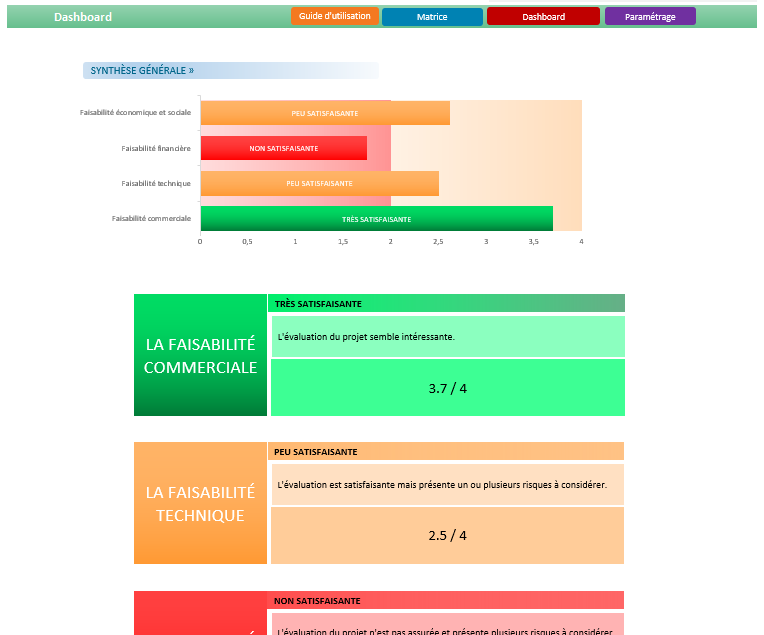 Dashboard
Guide d'utilisation
Matrice
Dashboard
Paramétrage
SYNTHÈSE GÉNÉRALE »
Faisabilité économique et sociale
PEU SATISFAISANTE
Faisabilité financière
NON SATISFAISANTE
Faisabilité technique
PEU SATISFAISANTE
Faisabilité commerciale
TRÈS SATISFAISANTE
0 0,5 1 1,5 2 2,5 3 3,5 4
LA FAISABILITÉ
COMMERCIALE
TRÈS SATISFAISANTE
L'évaluation du projet semble intéressante.
3.7 / 4
LA FAISABILITÉ
TECHNIQUE
PEU SATISFAISANTE
L'évaluation est satisfaisante mais présente un ou plusieurs risques à considérer.
2.5 / 4
NON SATISFAISANTE
L'évaluation du projet n'est pas assurée et présente plusieurs risques à considérer